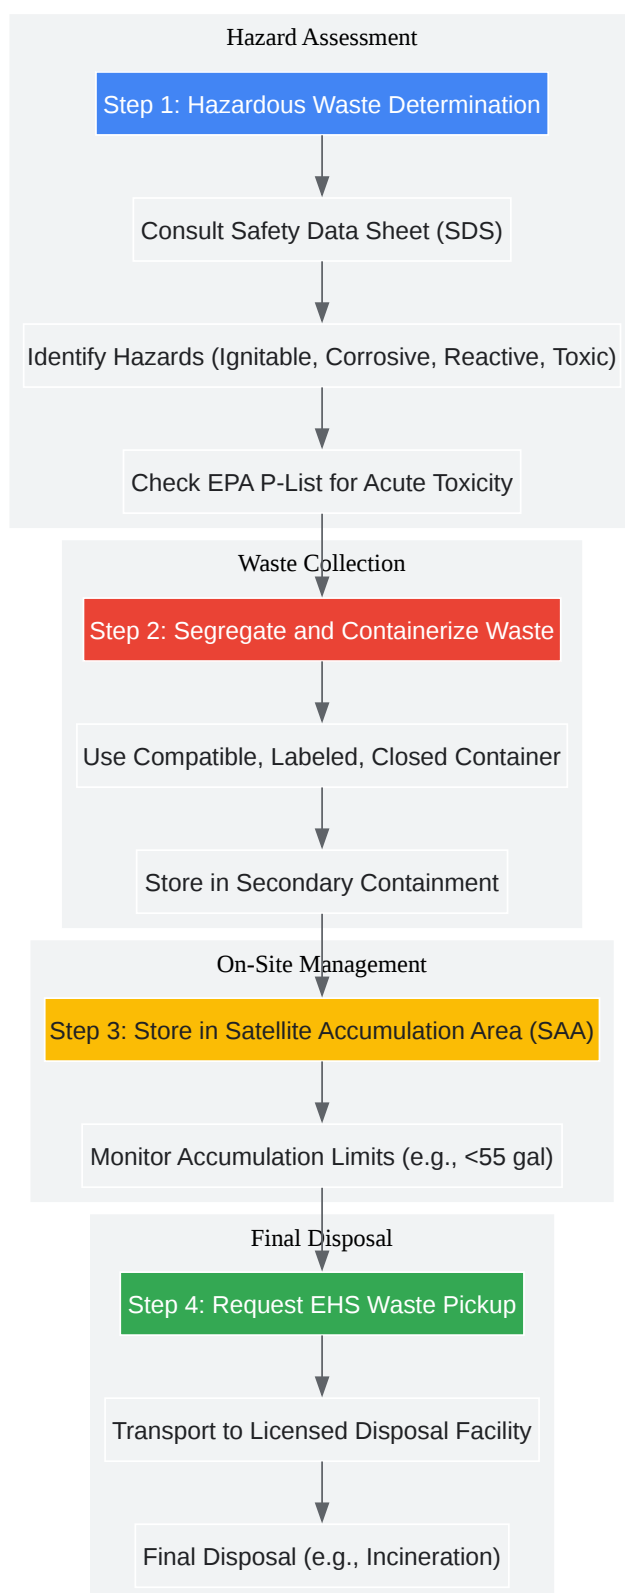 Hazard Assessment
Step 1: Hazardous Waste Determination
Consult Safety Data Sheet (SDS)
Identify Hazards (Ignitable, Corrosive, Reactive, Toxic)
Check EPA P-List for Acute Toxicity
Waste Collection
Step 2: Segregate and Containerize Waste
Use Compatible, Labeled, Closed Container
Store in Secondary Containment
On-Site Management
Step 3: Store in Satellite Accumulation Area (SAA)
Monitor Accumulation Limits (e.g., <55 gal)
Final Disposal
Step 4: Request EHS Waste Pickup
Transport to Licensed Disposal Facility
Final Disposal (e.g., Incineration)